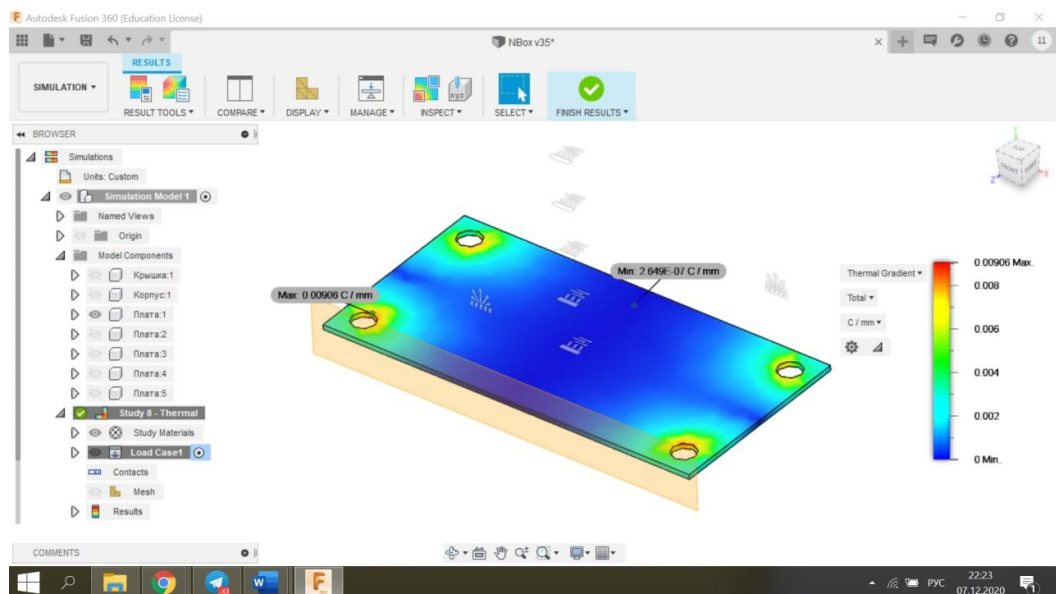 Autodesk Fusion 360 (Education License)
NBox v35*
11
RESULTS
SIMULATION
RESULT TOOLS
COMPARE
DISPLAY
MANAGE
INSPECT
SELECT
FINISH RESULTS
BROWSER
Simulations
Units: Custom
Simulation Model 1
Named Views
Origin
Model Components
Крышка:1
Корпус:1
Плата:1
Плата:2
Плата:3
Плата:4
Плата:5
Study 8 - Thermal
Study Materials
Load Case1
Contacts
Mesh
Results
Max: 0.00906 C / mm
Min: 2.649E-07 C / mm
Thermal Gradient
Total
C / mm
0.00906 Max.
0.008
0.006
0.004
0.002
0 Min.
FRONT
X
Z
COMMENTS
РУС
22:23
07.12.2020